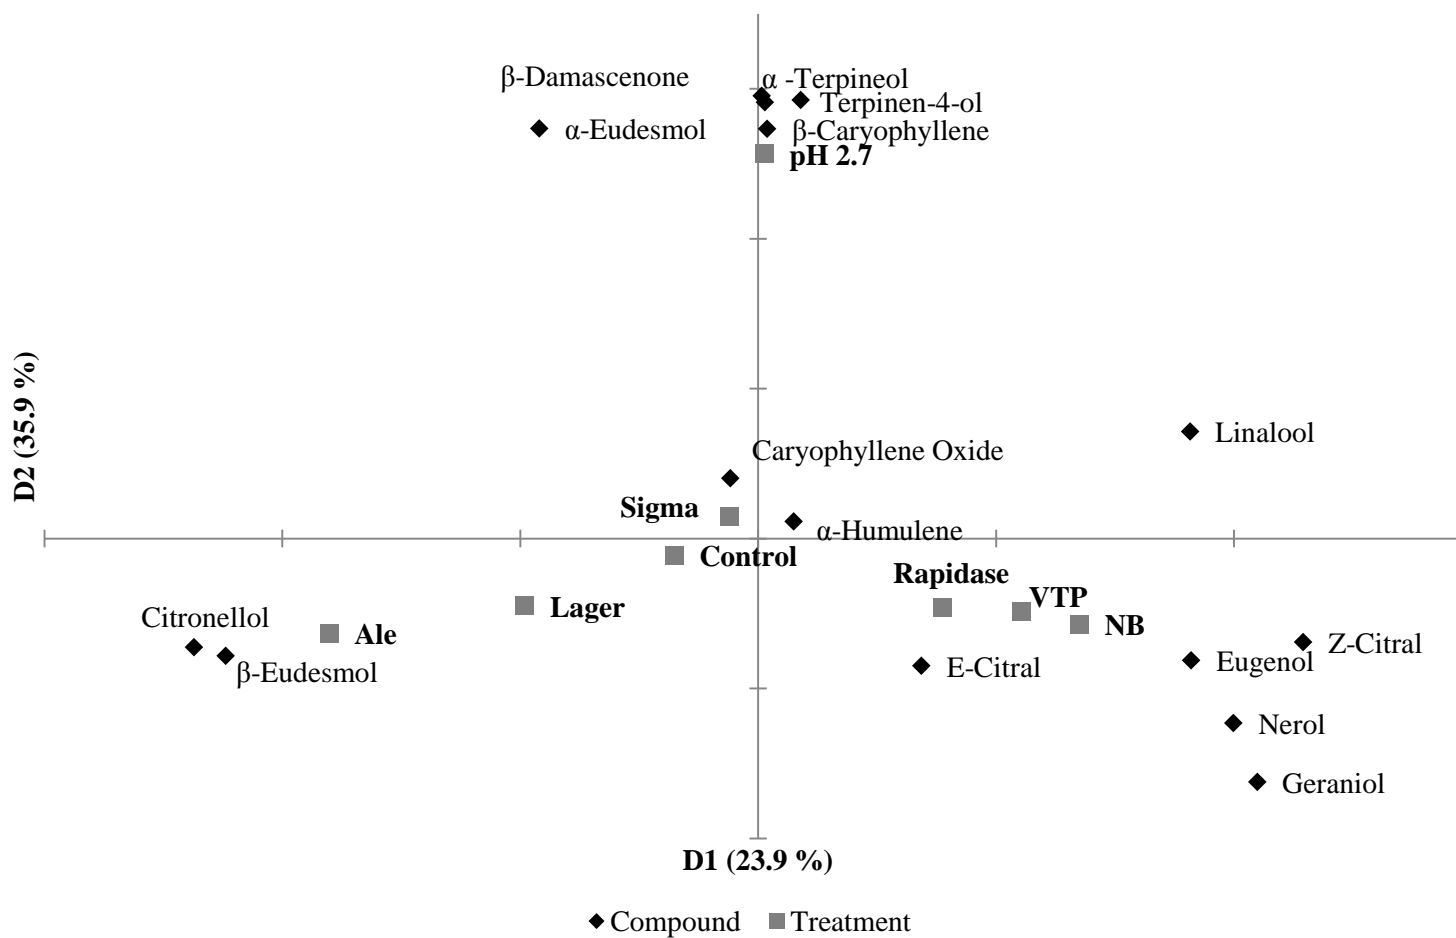 β-Damascenone
α -Terpineol
Terpinen-4-ol
α-Eudesmol
β-Caryophyllene
pH 2.7
D2 (35.9 %)
Linalool
Caryophyllene Oxide
Sigma
α-Humulene
Control
Rapidase
VTP
Lager
NB
Citronellol
Ale
Z-Citral
Eugenol
E-Citral
β-Eudesmol
Nerol
Geraniol
D1 (23.9 %)
Compound
Treatment